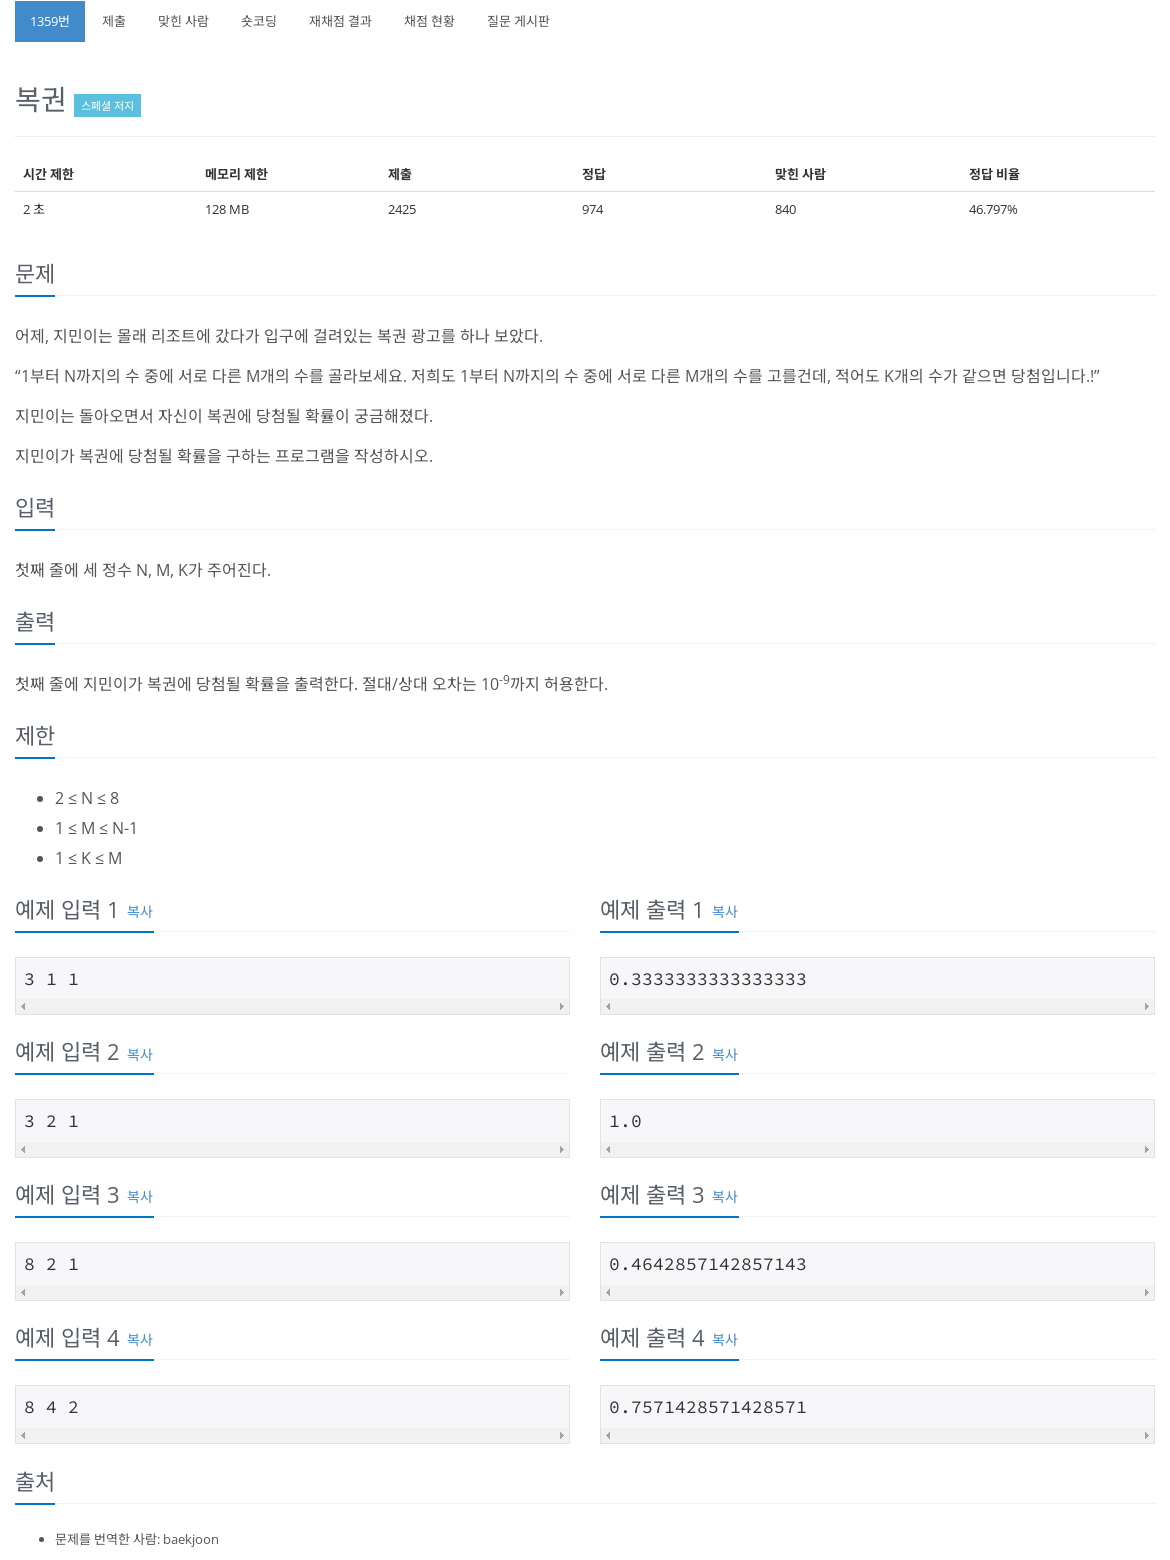 1359번 제출 맞힌 사람 숏코딩 재채점 결과 채점 현황 질문 게시판
복권 스페셜 저지
시간 제한 메모리 제한 제출 정답 맞힌 사람 정답 비율
2 초 128 MB 2425 974 840 46.797%
문제
어제, 지민이는 몰래 리조트에 갔다가 입구에 걸려있는 복권 광고를 하나 보았다.
“1부터 N까지의 수 중에 서로 다른 M개의 수를 골라보세요. 저희도 1부터 N까지의 수 중에 서로 다른 M개의 수를 고를건데, 적어도 K개의 수가 같으면 당첨입니다.!”
지민이는 돌아오면서 자신이 복권에 당첨될 확률이 궁금해졌다.
지민이가 복권에 당첨될 확률을 구하는 프로그램을 작성하시오.
입력
첫째 줄에 세 정수 N, M, K가 주어진다.
출력
첫째 줄에 지민이가 복권에 당첨될 확률을 출력한다. 절대/상대 오차는 10-9까지 허용한다.
제한
2 ≤ N ≤ 8
1 ≤ M ≤ N-1
1 ≤ K ≤ M
예제 입력 1 복사 예제 출력 1 복사
3 1 1 0.3333333333333333
예제 입력 2 복사 예제 출력 2 복사
3 2 1 1.0
예제 입력 3 복사 예제 출력 3 복사
8 2 1 0.4642857142857143
예제 입력 4 복사 예제 출력 4 복사
8 4 2 0.7571428571428571
출처
문제를 번역한 사람: baekjoon